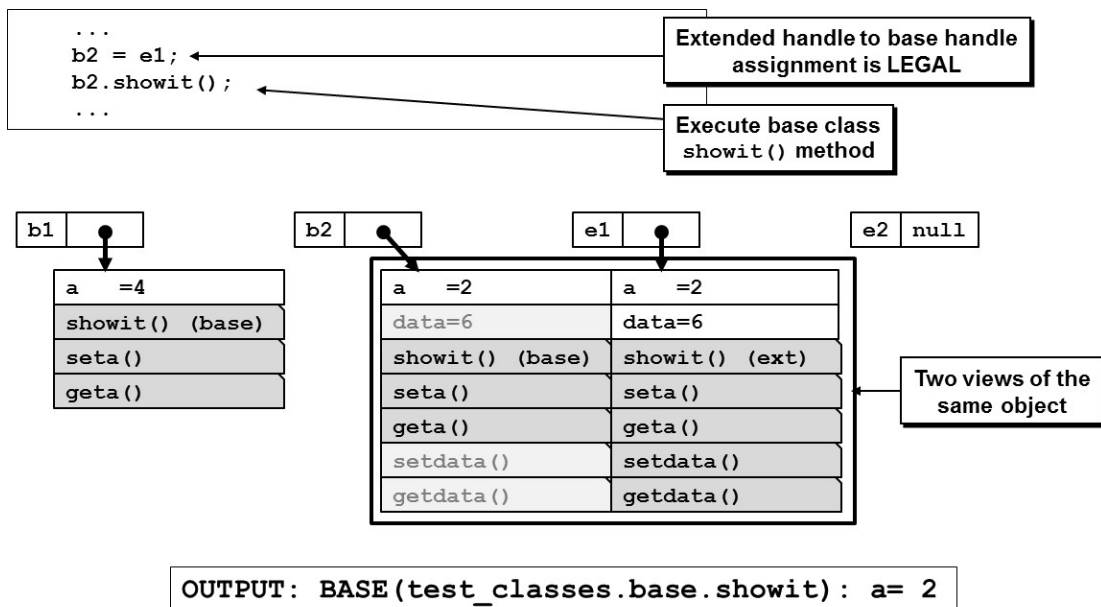 ...
b2 = e1;
b2.showit();
...
Extended handle to base handle
assignment is LEGAL
Execute base class
showit() method
b1
b2
e1
e2 null
a =4
showit() (base)
seta()
geta()
a =2 a =2
data=6 data=6
showit() (base) showit() (ext)
seta() seta()
geta() geta()
setdata() setdata()
getdata() getdata()
Two views of the
same object
OUTPUT: BASE(test_classes.base.showit): a= 2